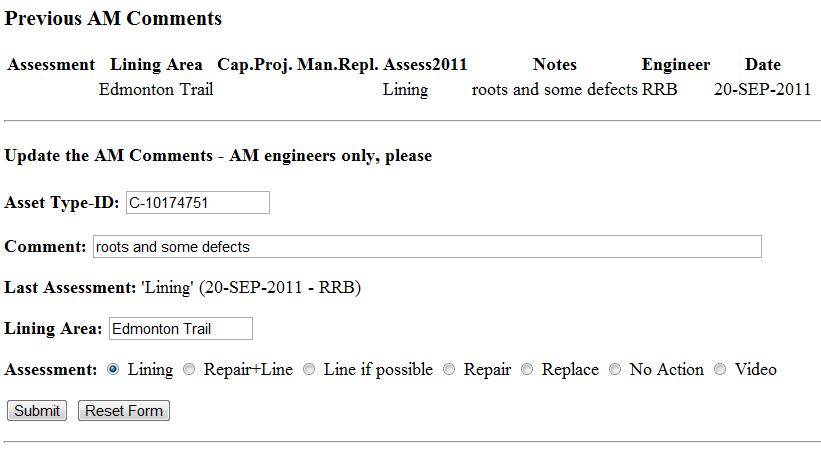 Previous AM Comments
Assessment Lining Area Cap.Proj. Man.Repl. Assess2011 Notes Engineer Date
Edmonton Trail Lining roots and some defects RRB 20-SEP-2011
Update the AM Comments - AM engineers only, please
Asset Type-ID: C-10174751
Comment: roots and some defects
Last Assessment: 'Lining' (20-SEP-2011 - RRB)
Lining Area: Edmonton Trail
Assessment: Lining Repair+Line Line if possible Repair Replace No Action Video
Submit Reset Form